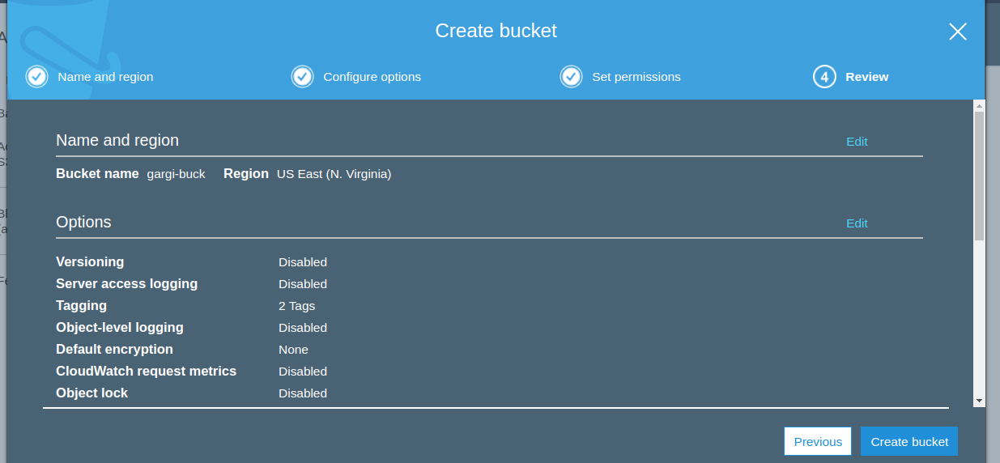 Create bucket
Name and region
Configure options
Set permissions
4 Review
Name and region Edit
Bucket name gargi-buck Region US East (N. Virginia)
Options Edit
Versioning Disabled
Server access logging Disabled
Tagging 2 Tags
Object-level logging Disabled
Default encryption None
CloudWatch request metrics Disabled
Object lock Disabled
Previous Create bucket